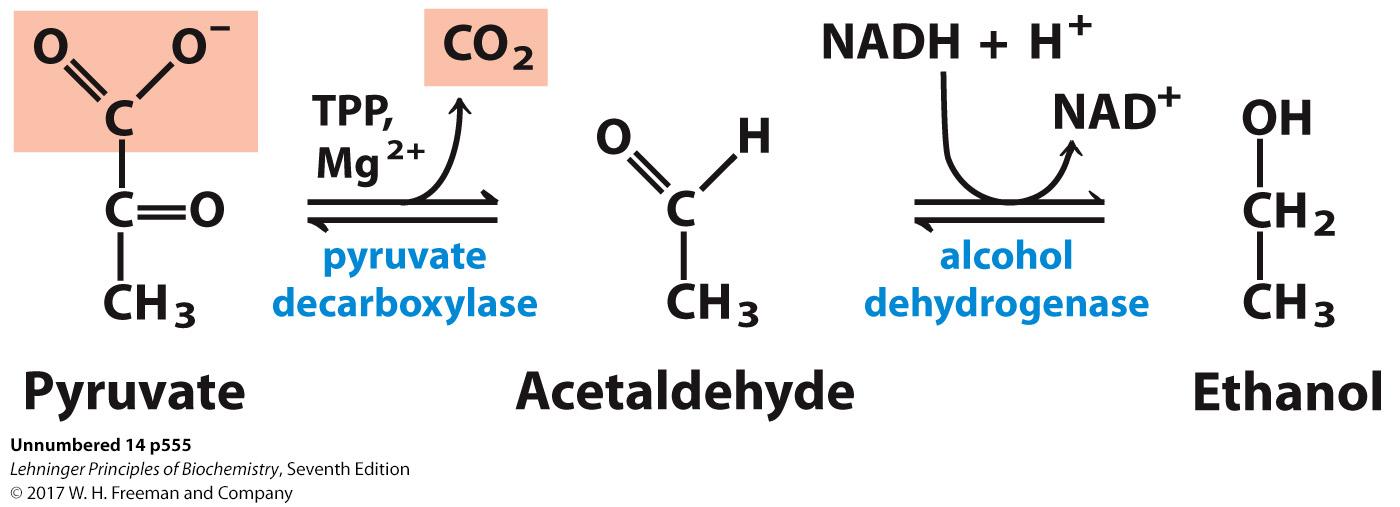 O O⁻
C
C=O
CH₃
Pyruvate
TPP,
Mg²⁺
CO₂
pyruvate
decarboxylase
O H
C
CH₃
Acetaldehyde
NADH + H⁺
NAD⁺
alcohol
dehydrogenase
OH
CH₂
CH₃
Ethanol
Unnumbered 14 p555
Lehninger Principles of Biochemistry, Seventh Edition
© 2017 W. H. Freeman and Company